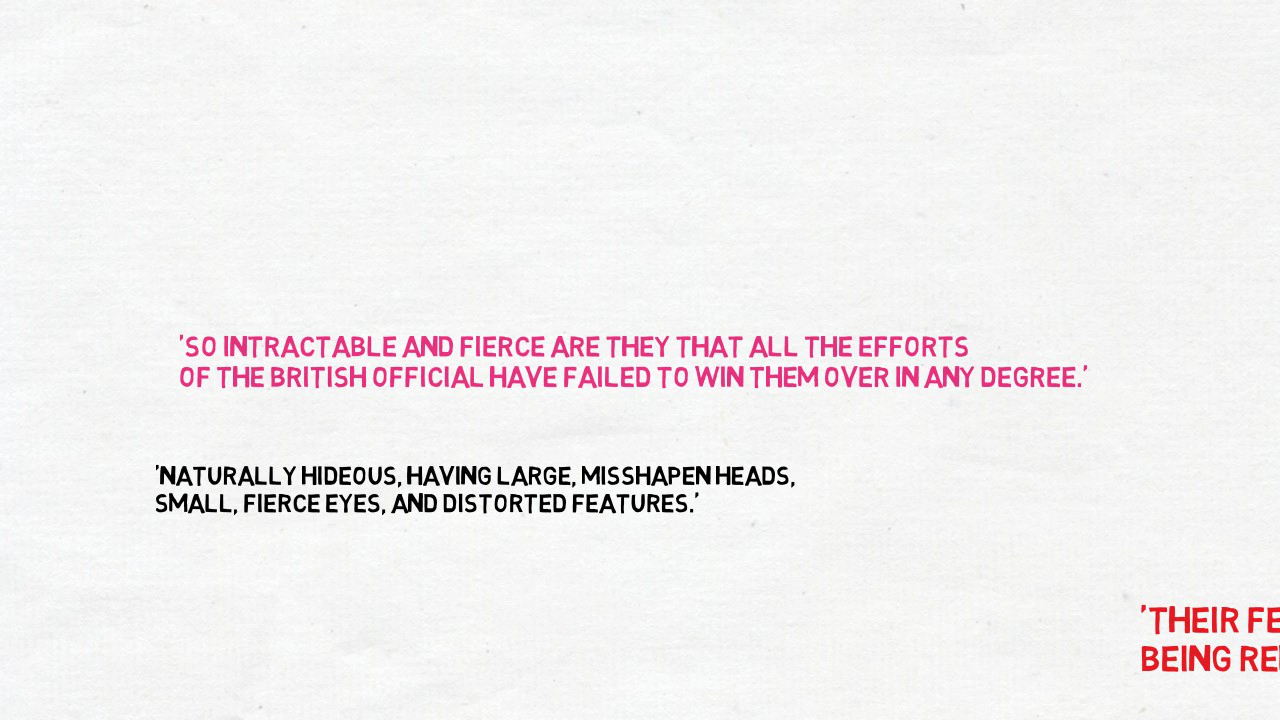 'SO INTRACTABLE AND FIERCE ARE THEY THAT ALL THE EFFORTS
OF THE BRITISH OFFICIAL HAVE FAILED TO WIN THEM OVER IN ANY DEGREE.'
'NATURALLY HIDEOUS, HAVING LARGE, MISSHAPEN HEADS,
SMALL, FIERCE EYES, AND DISTORTED FEATURES.'
'THEIR
BEING